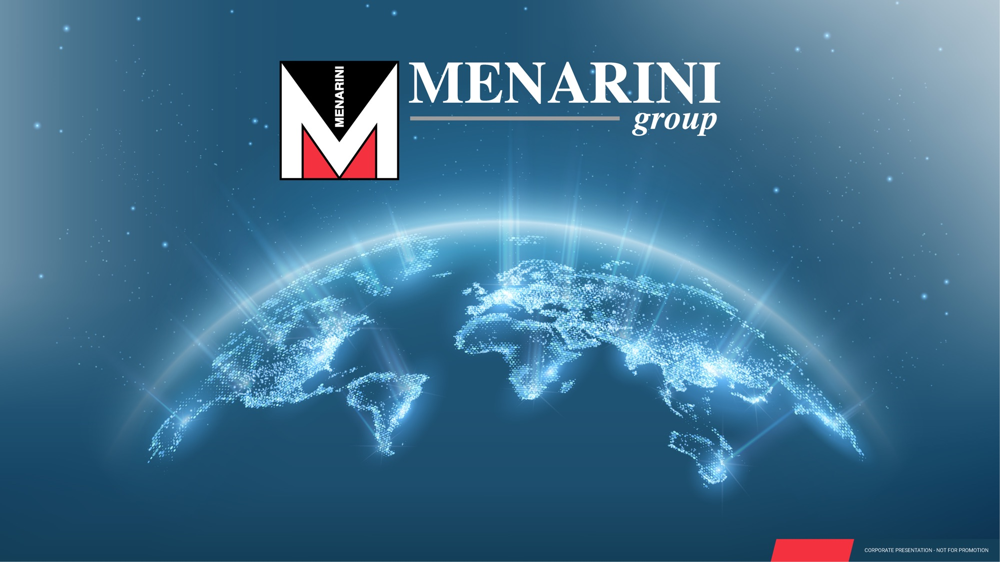 MENARINI
MENARINI
group
CORPORATE PRESENTATION - NOT FOR PROMOTION